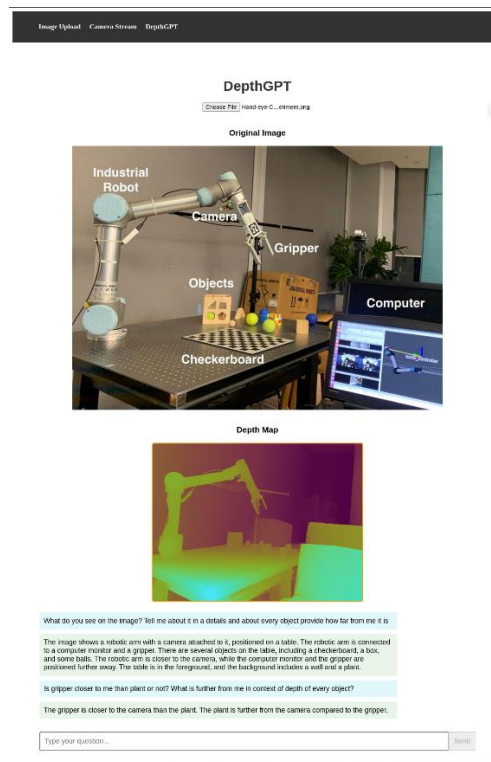 Image Upload Camera Stream DepthGPT
DepthGPT
Choose File Hand-eye-C...eriment.png
Original Image
Industrial
Robot
Camera
Gripper
Objects
Computer
Checkerboard
Depth Map
What do you see on the image? Tell me about it in a details and about every object provide how far from me it is
The image shows a robotic arm with a camera attached to it, positioned on a table. The robotic arm is connected
to a computer monitor and a gripper. There are several objects on the table, including a checkerboard, a box,
and some balls. The robotic arm is closer to the camera, while the computer monitor and the gripper are
positioned further away. The table is in the foreground, and the background includes a wall and a plant.
Is gripper closer to me than plant or not? What is further from me in context of depth of every object?
The gripper is closer to the camera than the plant. The plant is further from the camera compared to the gripper.
Type your question...
Send